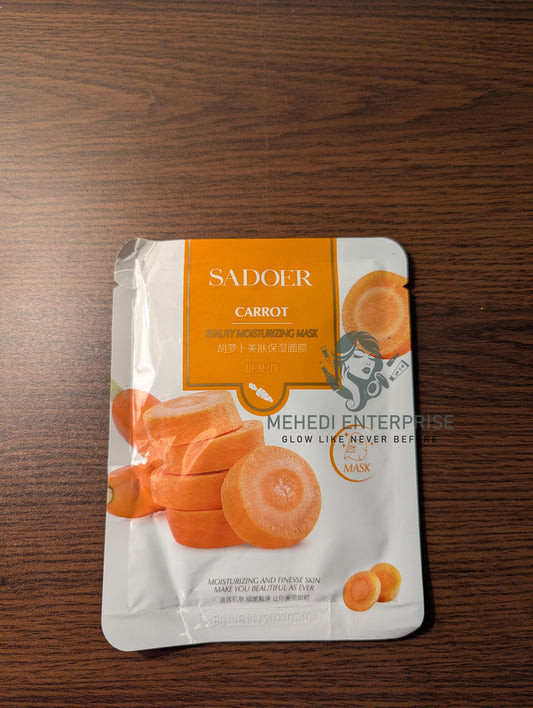 SADOER
CARROT
BEAUTY MOISTURIZING MASK
胡萝卜美肤保湿面膜
BEAUTY
MEHEDI ENTERPRISE
GLOW LIKE NEVER BEFORE
MASK
MOISTURIZING AND FINESSE SKIN
MAKE YOU BEAUTIFUL AS EVER